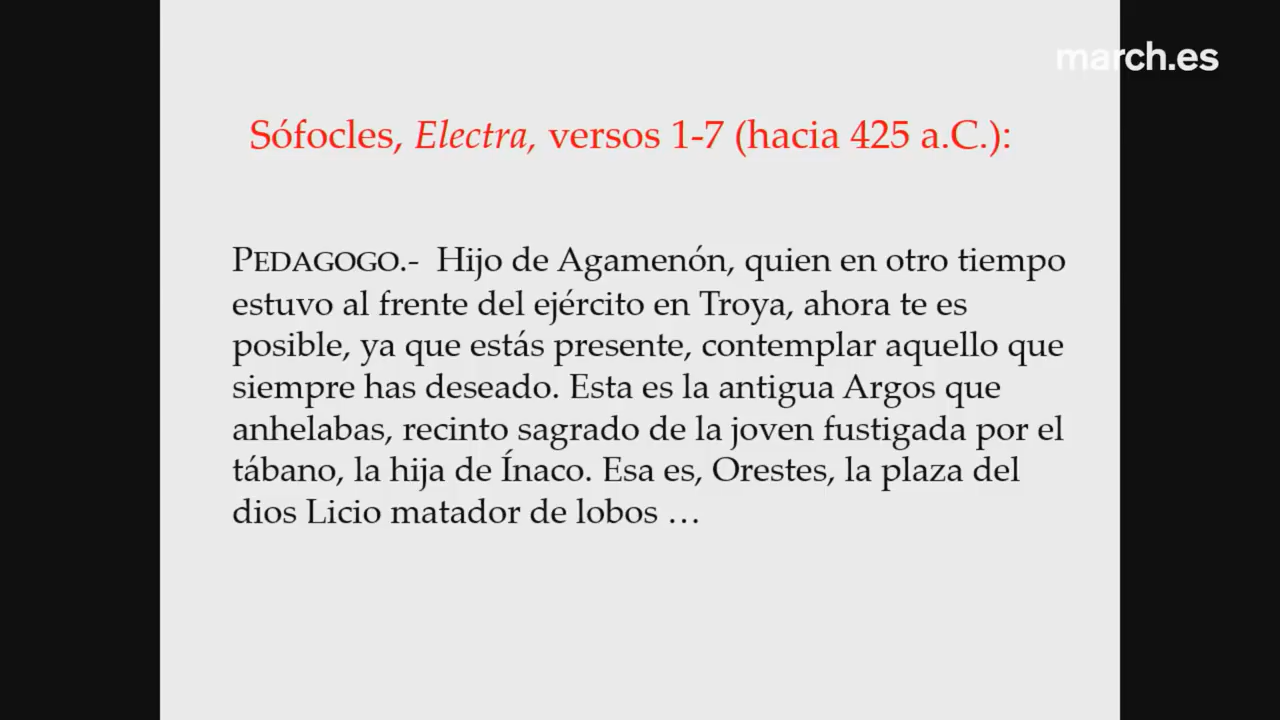 march.es
Sófocles, Electra, versos 1-7 (hacia 425 a.C.):
PEDAGOGO.- Hijo de Agamenón, quien en otro tiempo
estuvo al frente del ejército en Troya, ahora te es
posible, ya que estás presente, contemplar aquello que
siempre has deseado. Esta es la antigua Argos que
anhelabas, recinto sagrado de la joven fustigada por el
tábano, la hija de Ínaco. Esa es, Orestes, la plaza del
dios Licio matador de lobos …